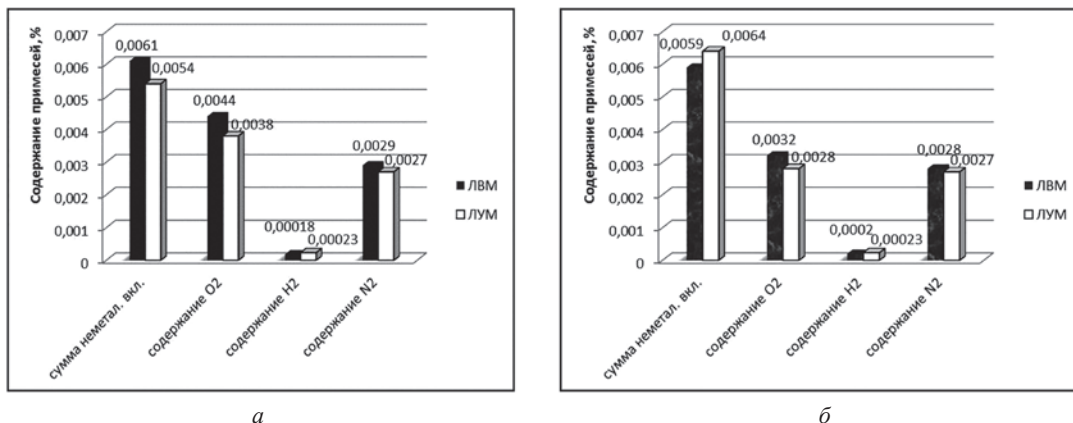 Содержание примесей,%
0,007
0,006
0,005
0,004
0,003
0,002
0,001
0
0,0061
0,0054
0,0044
0,0038
0,00018
0,00023
0,0029
0,0027
сумма неметал. вкл.
содержание O2
содержание H2
содержание N2
ЛВМ
ЛУМ
а
Содержание примесей,%
0,007
0,006
0,005
0,004
0,003
0,002
0,001
0
0,0059
0,0064
0,0032
0,0028
0,0002
0,00023
0,0028
0,0027
сумма неметал. вкл.
содержание O2
содержание H2
содержание N2
ЛВМ
ЛУМ
б